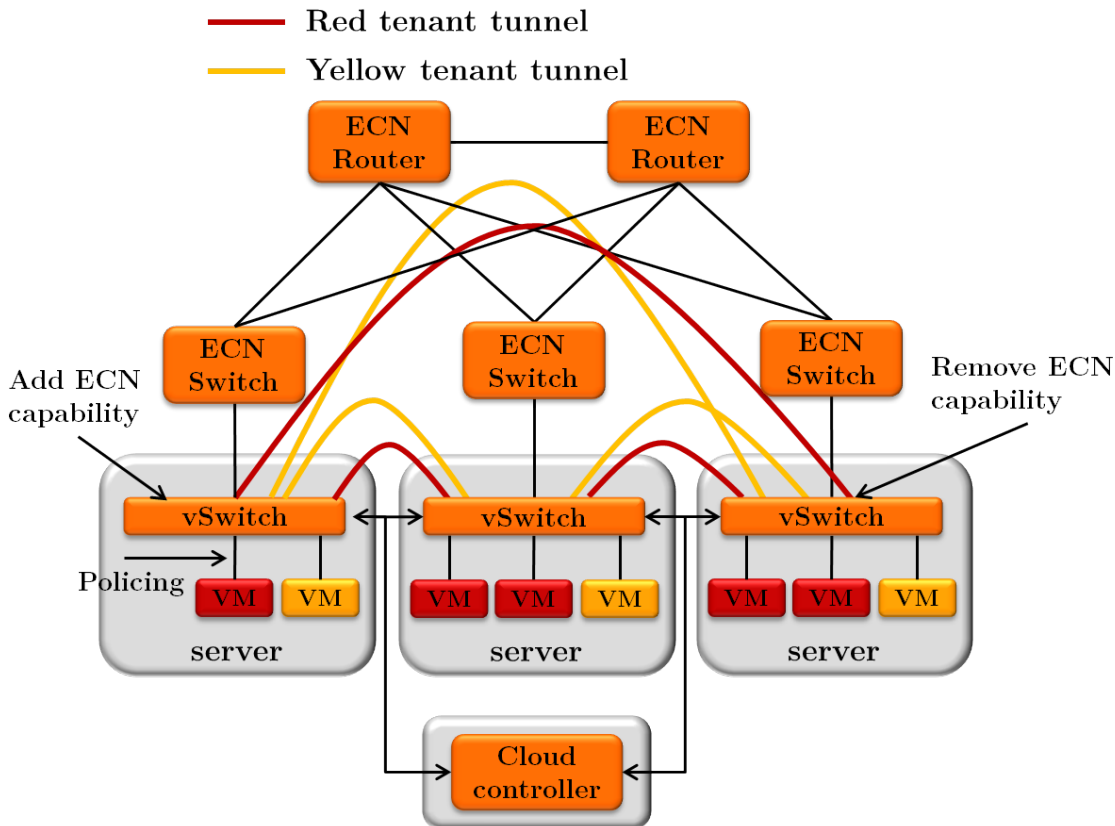 Red tenant tunnel
Yellow tenant tunnel
ECN
Router
ECN
Router
ECN
Switch
ECN
Switch
ECN
Switch
Add ECN
capability
Remove ECN
capability
vSwitch
vSwitch
vSwitch
Policing
VM
VM
VM
VM
VM
VM
VM
VM
server
server
server
Cloud
controller